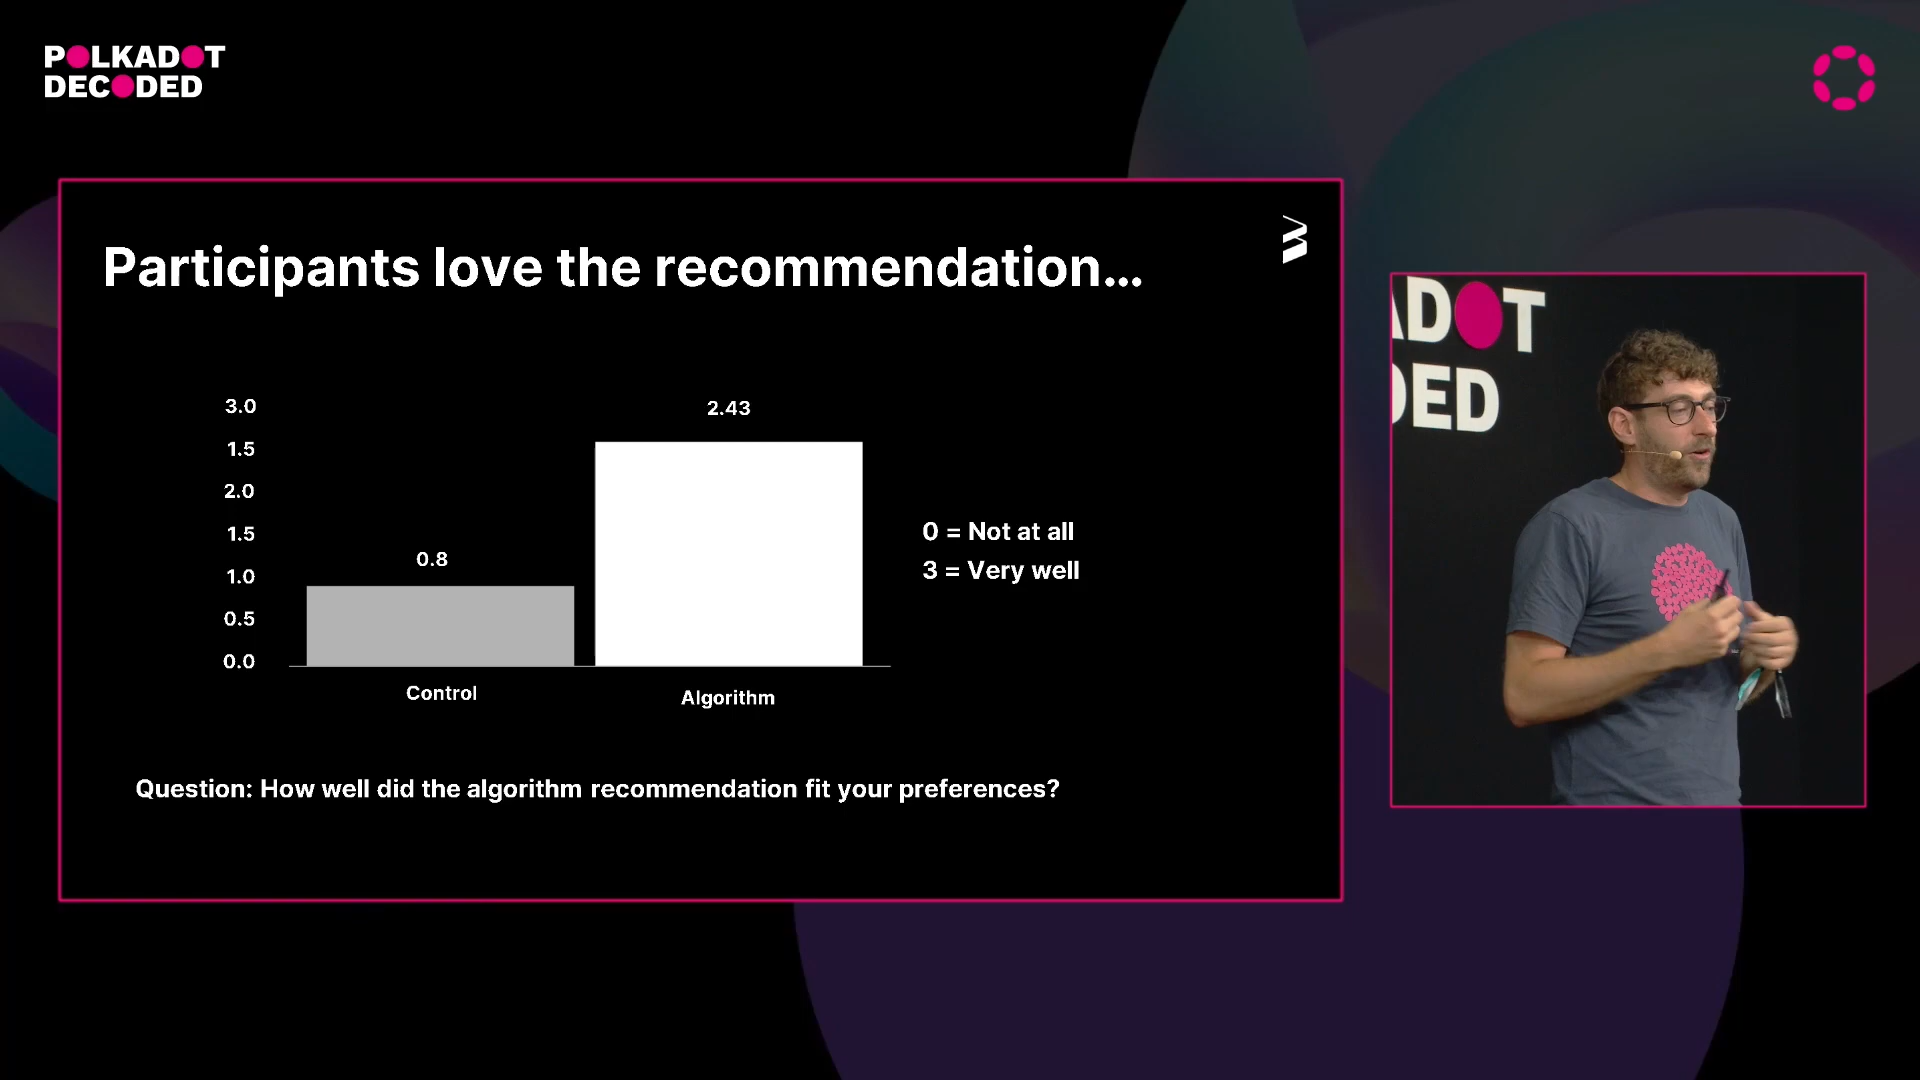 POLKADOT
DECODED
Participants love the recommendation...
3.0
1.5
2.0
1.5
1.0
0.5
0.0
0.8
2.43
Control
Algorithm
0 = Not at all
3 = Very well
Question: How well did the algorithm recommendation fit your preferences?
ADOT
DED